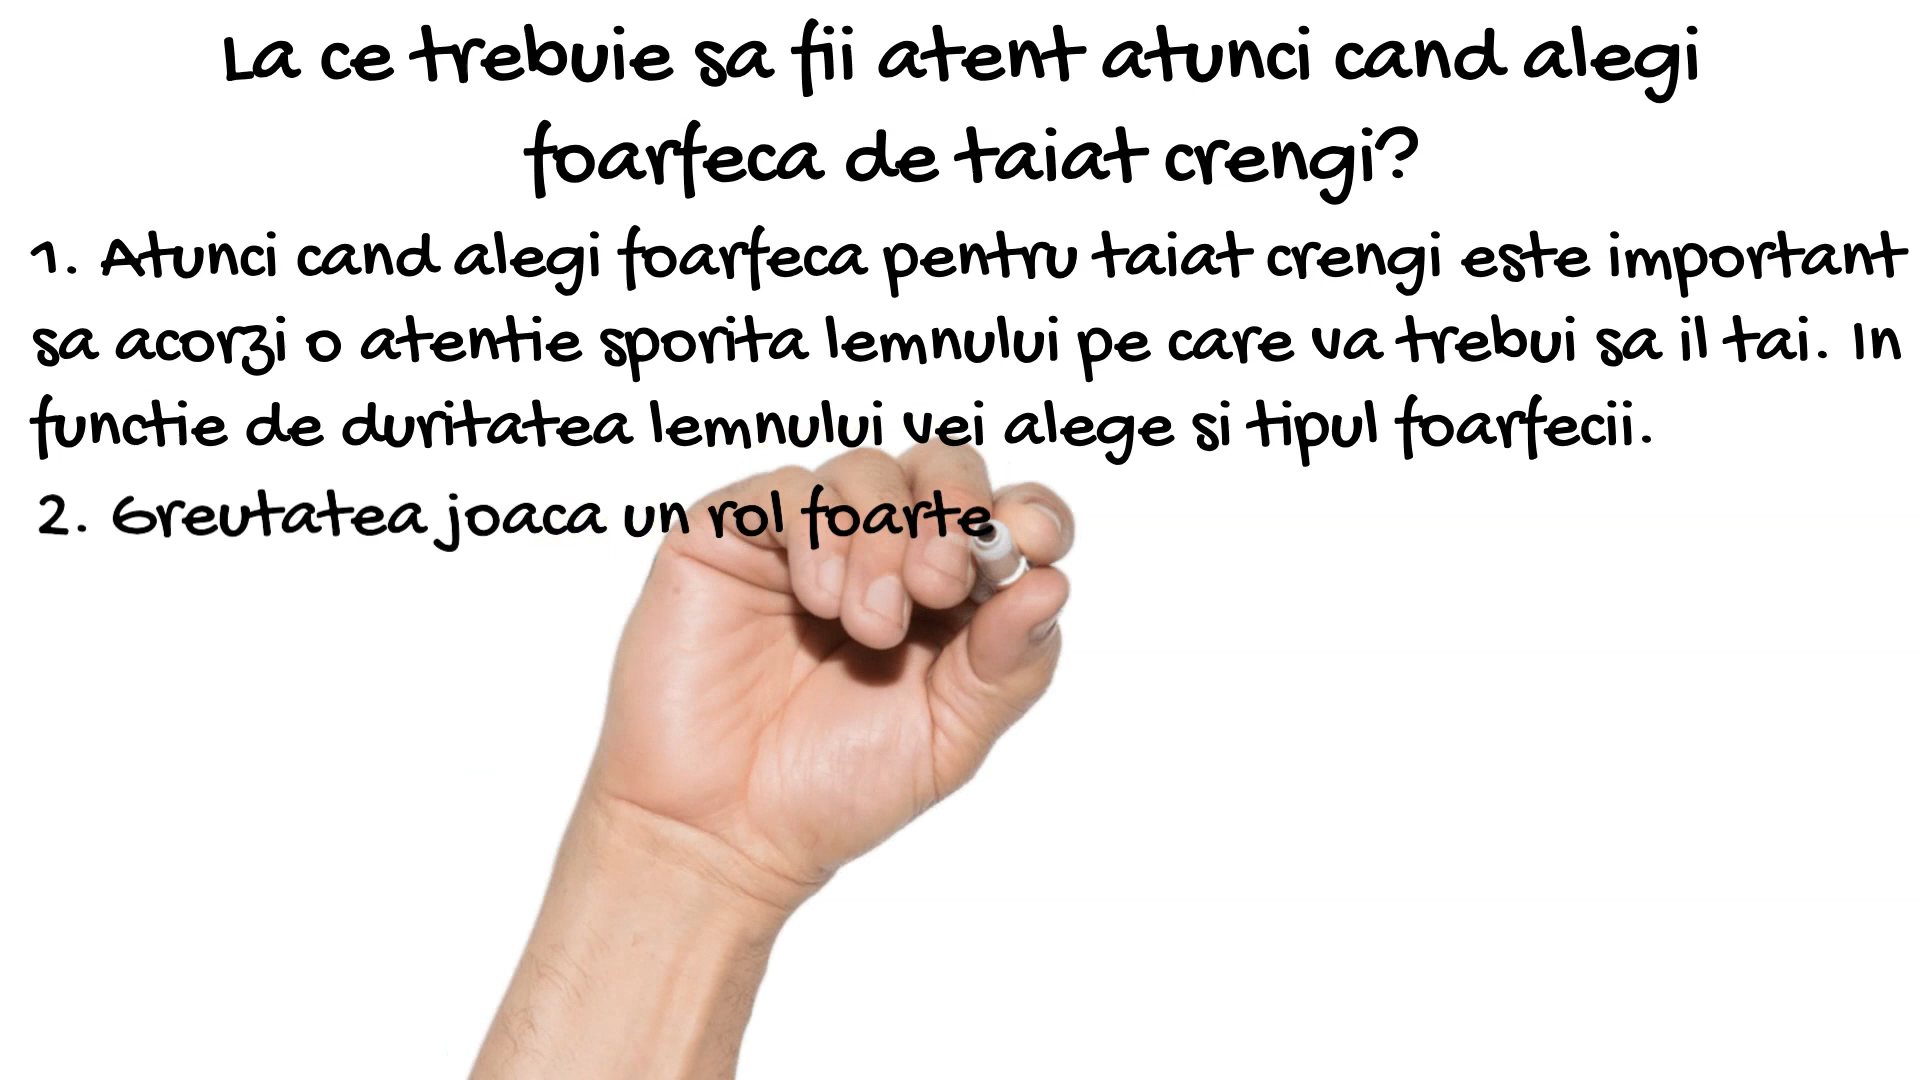 La ce trebuie sa fii atent atunci cand alegi
foarfeca de taiat crengi?
1. Atunci cand alegi foarfeca pentru taiat crengi este important
sa acorzi o atentie sporita lemnului pe care va trebui sa il tai. In
functie de duritatea lemnului vei alege si tipul foarfecii.
2. Greutatea joaca un rol foarte